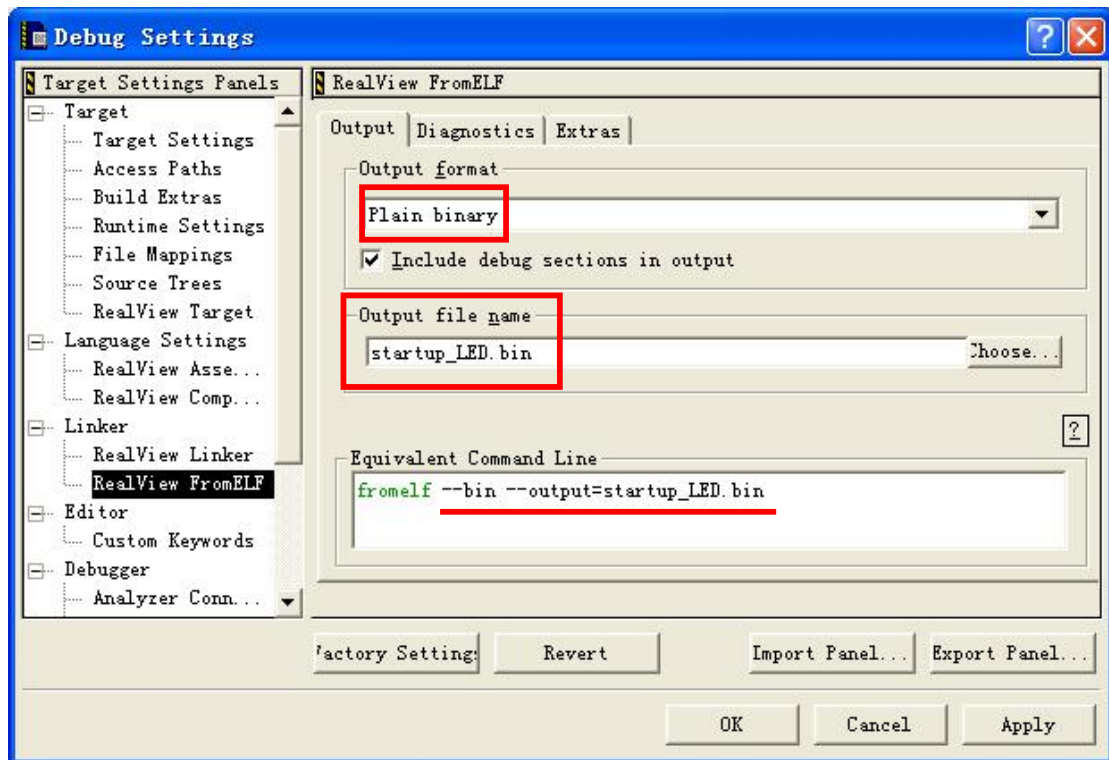 Debug Settings
Target Settings Panels
Target
Target Settings
Access Paths
Build Extras
Runtime Settings
File Mappings
Source Trees
RealView Target
Language Settings
RealView Asse...
RealView Comp...
Linker
RealView Linker
RealView FromELF
Editor
Custom Keywords
Debugger
Analyzer Conn...
RealView FromELF
Output Diagnostics Extras
Output format
Plain binary
Include debug sections in output
Output file name
startup_LED.bin
Choose...
?
Equivalent Command Line
fromelf --bin --output=startup_LED.bin
Factory Settings Revert Import Panel... Export Panel...
OK Cancel Apply